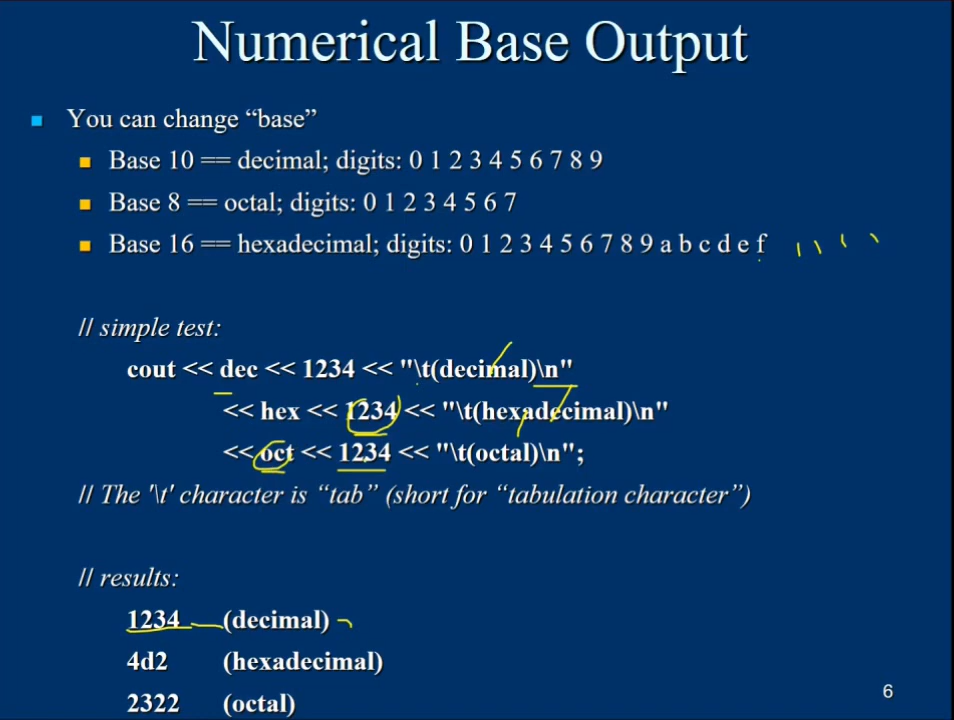 Numerical Base Output
You can change “base”
Base 10 == decimal; digits: 0 1 2 3 4 5 6 7 8 9
Base 8 == octal; digits: 0 1 2 3 4 5 6 7
Base 16 == hexadecimal; digits: 0 1 2 3 4 5 6 7 8 9 a b c d e f
// simple test:
cout << dec << 1234 << "\t(decimal)\n"
<< hex << 1234 << "\t(hexadecimal)\n"
<< oct << 1234 << "\t(octal)\n";
// The '\t' character is “tab” (short for “tabulation character”)
// results:
1234 (decimal)
4d2 (hexadecimal)
2322 (octal)
6